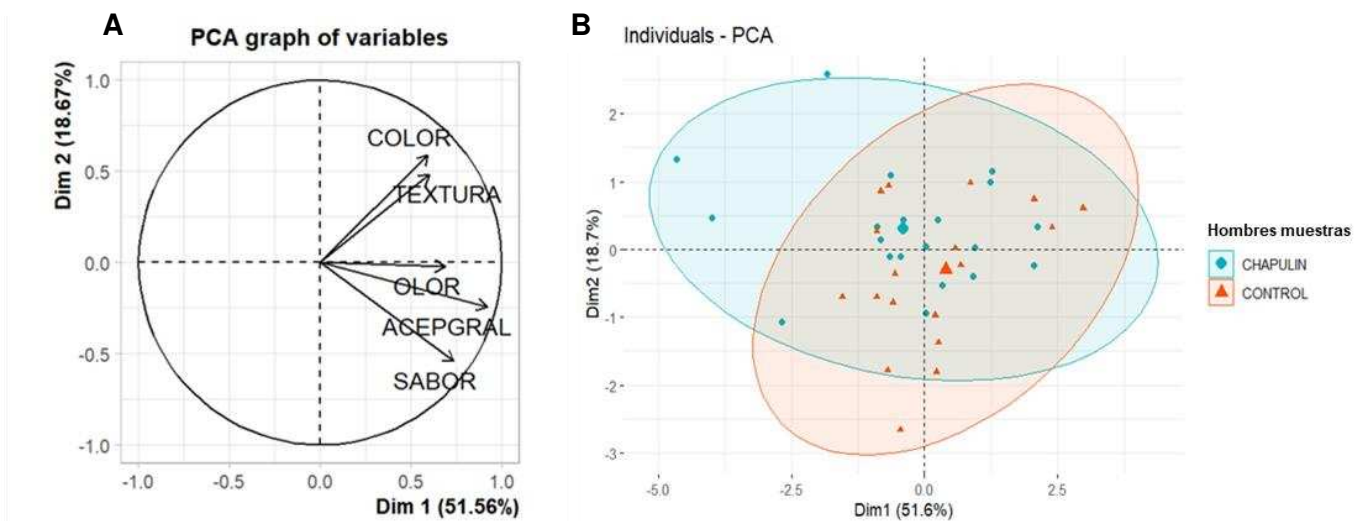 A
PCA graph of variables
Dim 2 (18.67%)
1.0
0.5
0.0
-0.5
-1.0
COLOR
TEXTURA
OLOR
ACEPGRAL
SABOR
-1.0 -0.5 0.0 0.5 1.0
Dim 1 (51.56%)
B
Individuals - PCA
Dim2 (18.7%)
2
1
0
-1
-2
-3
-5.0 -2.5 0.0 2.5
Dim1 (51.6%)
Hombres muestras
CHAPULIN
CONTROL